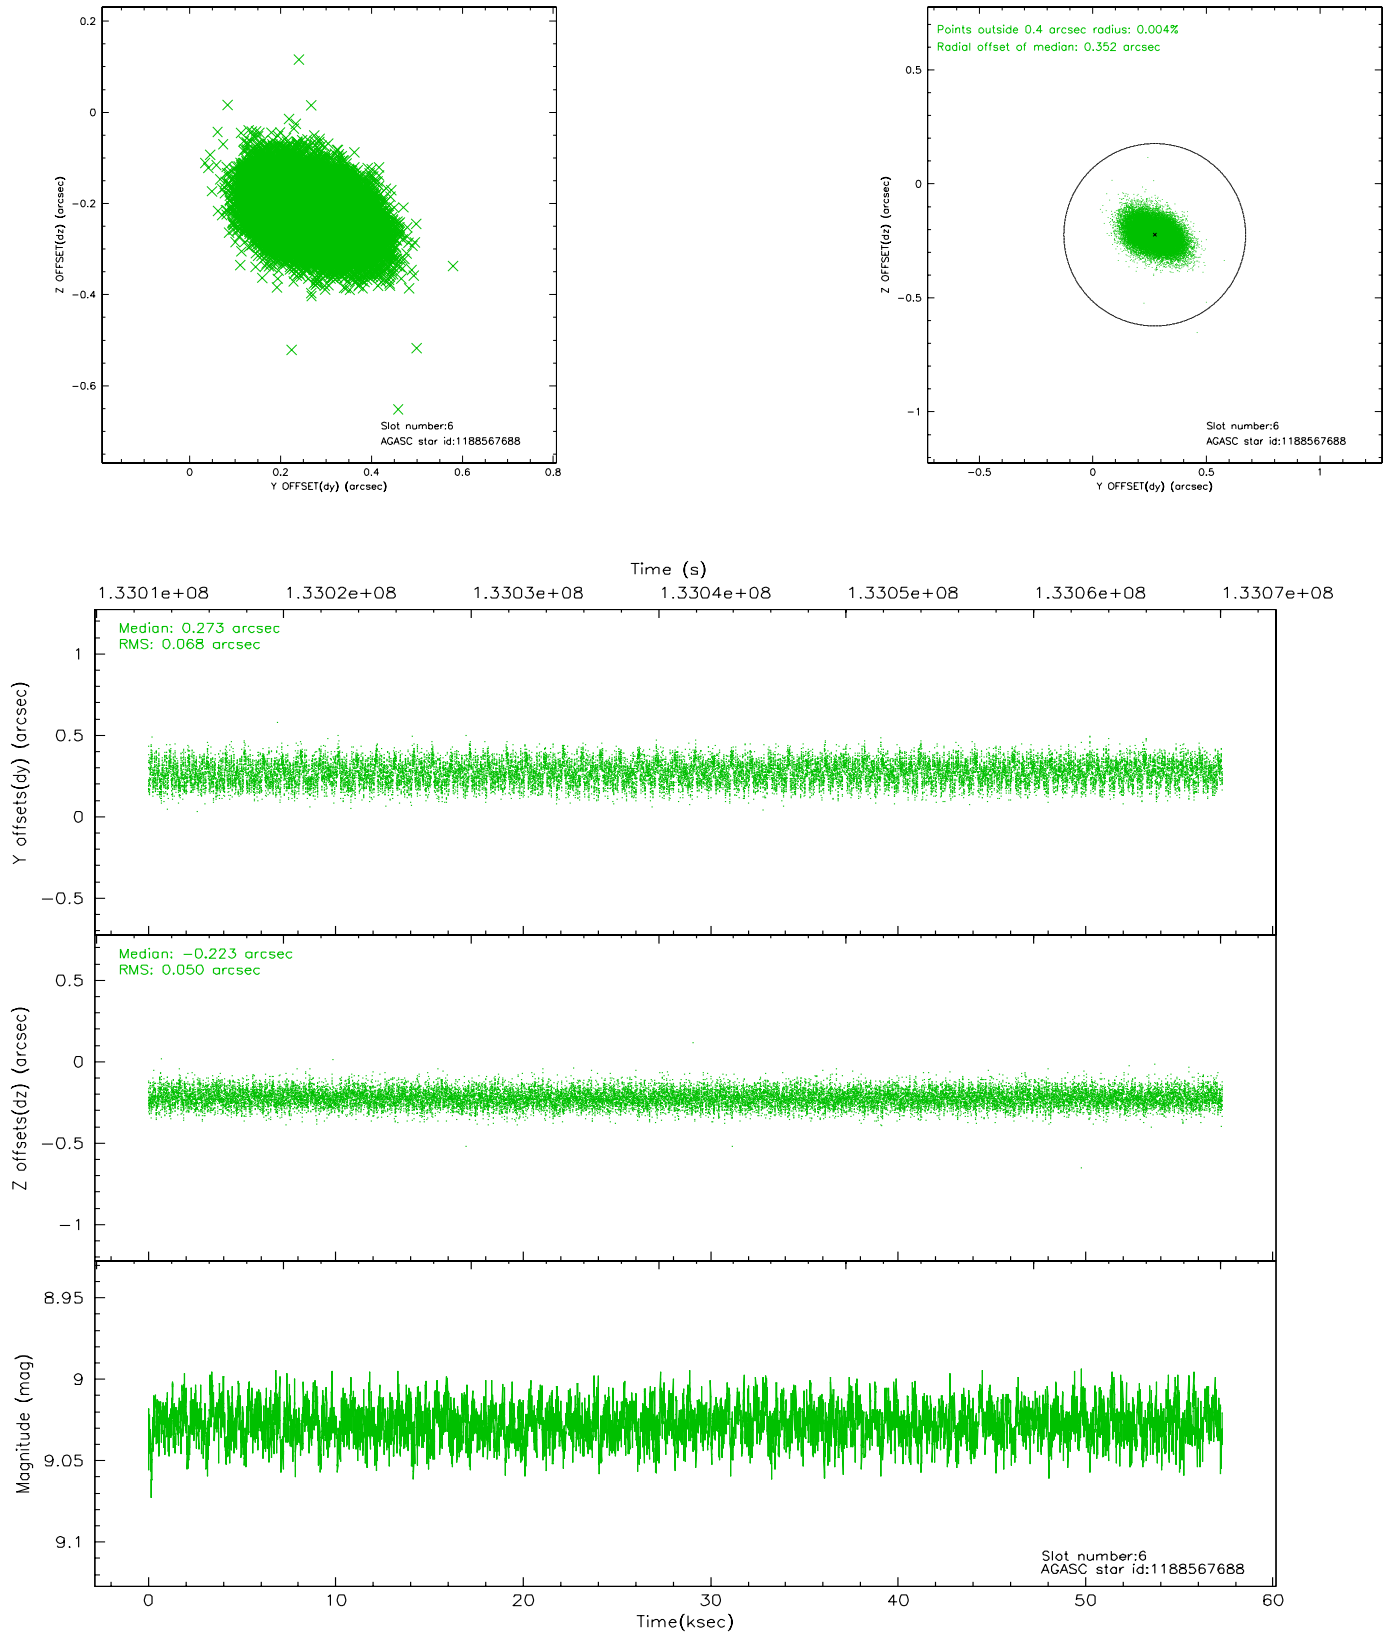 0.2
0
-0.2
-0.4
-0.6
0
0.2
0.4
0.6
0.8
Z OFFSET(dz) (arcsec)
Y OFFSET(dy) (arcsec)
Slot number:6
AGASC star id:1188567688
Points outside 0.4 arcsec radius: 0.004%
Radial offset of median: 0.352 arcsec
0.5
0
-0.5
-1
-0.5
0
0.5
1
Z OFFSET(dz) (arcsec)
Y OFFSET(dy) (arcsec)
Slot number:6
AGASC star id:1188567688
Time (s)
1.3301e+08
1.3302e+08
1.3303e+08
1.3304e+08
1.3305e+08
1.3306e+08
1.3307e+08
Median: 0.273 arcsec
RMS: 0.068 arcsec
1
0.5
0
-0.5
Y offsets(dy) (arcsec)
Median: -0.223 arcsec
RMS: 0.050 arcsec
0.5
0
-0.5
-1
Z offsets(dz) (arcsec)
8.95
9
9.05
9.1
Magnitude (mag)
Slot number:6
AGASC star id:1188567688
0
10
20
30
40
50
60
Time(ksec)